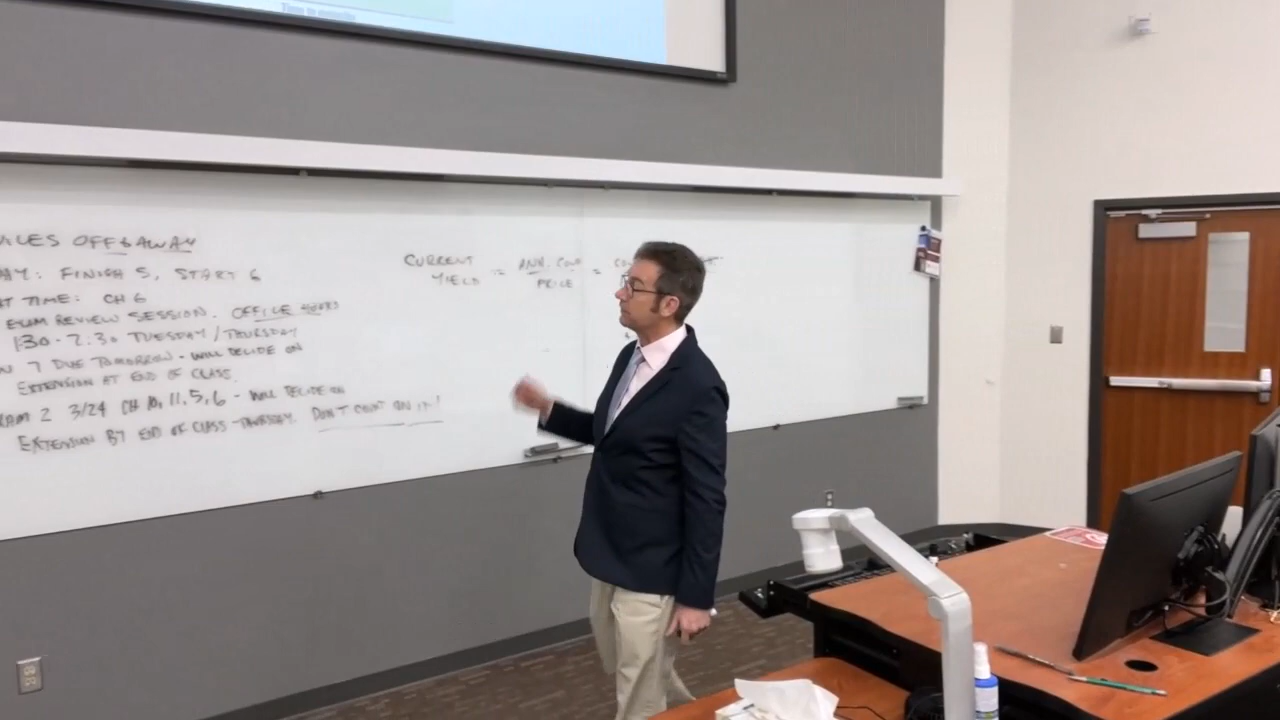 OFF & AWAY
AY: FINISH 5, START 6
TIME: CH 6
EXAM REVIEW SESSION. OFFICE HOURS
1:30-2:30 TUESDAY/THURSDAY
7 DUE TOMORROW - WILL DECIDE ON
EXTENSION AT END OF CLASS.
AM 2 3/24 CH 10, 11, 5, 6 - WILL DECIDE ON
EXTENSION BY END OF CLASS THURSDAY. DON'T COUNT ON IT!
CURRENT YIELD = ANN. COUP / PRICE =